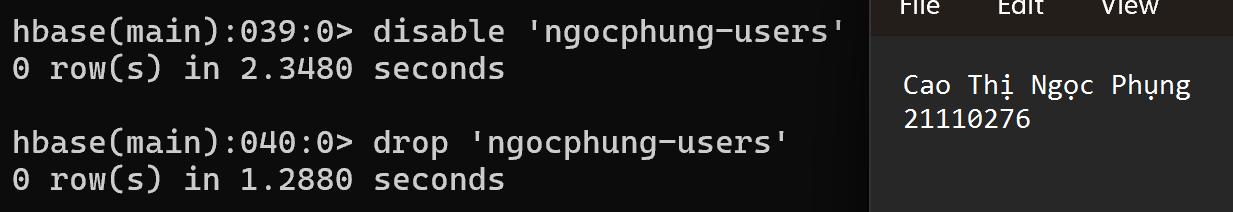 hbase(main):039:0> disable 'ngocphung-users'
0 row(s) in 2.3480 seconds
hbase(main):040:0> drop 'ngocphung-users'
0 row(s) in 1.2880 seconds
File Edit View
Cao Thị Ngọc Phụng
21110276